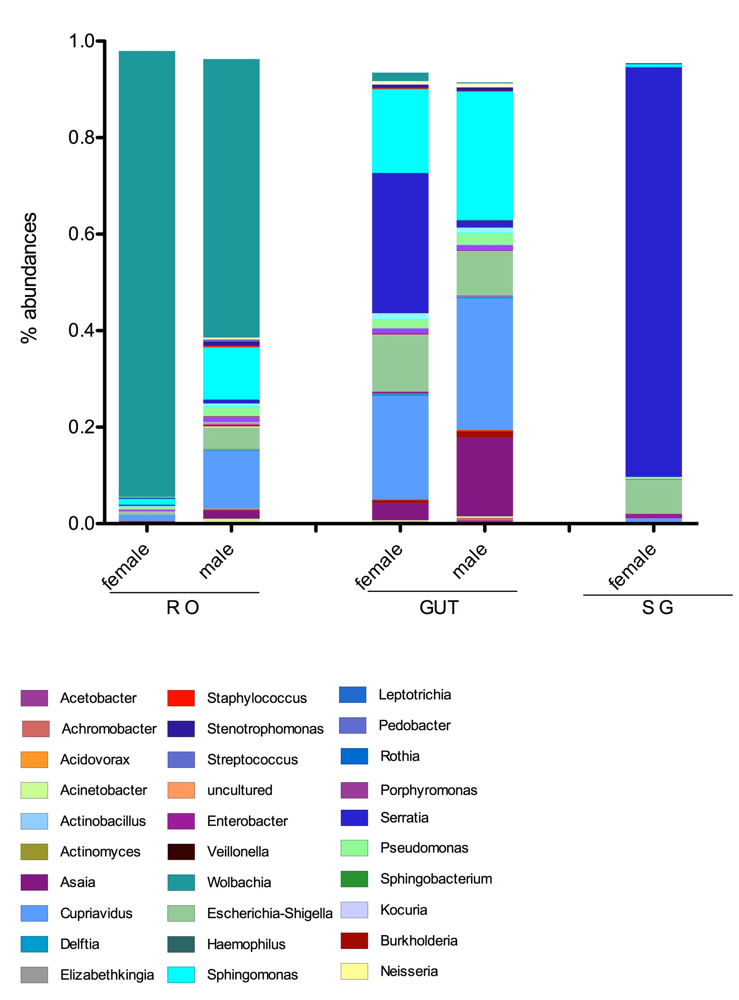 1.0
0.8
0.6
0.4
0.2
0.0
% abundances
female
male
female
male
female
R O
GUT
S G
Acetobacter
Achromobacter
Acidovorax
Acinetobacter
Actinobacillus
Actinomyces
Asaia
Cupriavidus
Delftia
Elizabethkingia
Staphylococcus
Stenotrophomonas
Streptococcus
uncultured
Enterobacter
Veillonella
Wolbachia
Escherichia-Shigella
Haemophilus
Sphingomonas
Leptotrichia
Pedobacter
Rothia
Porphyromonas
Serratia
Pseudomonas
Sphingobacterium
Kocuria
Burkholderia
Neisseria